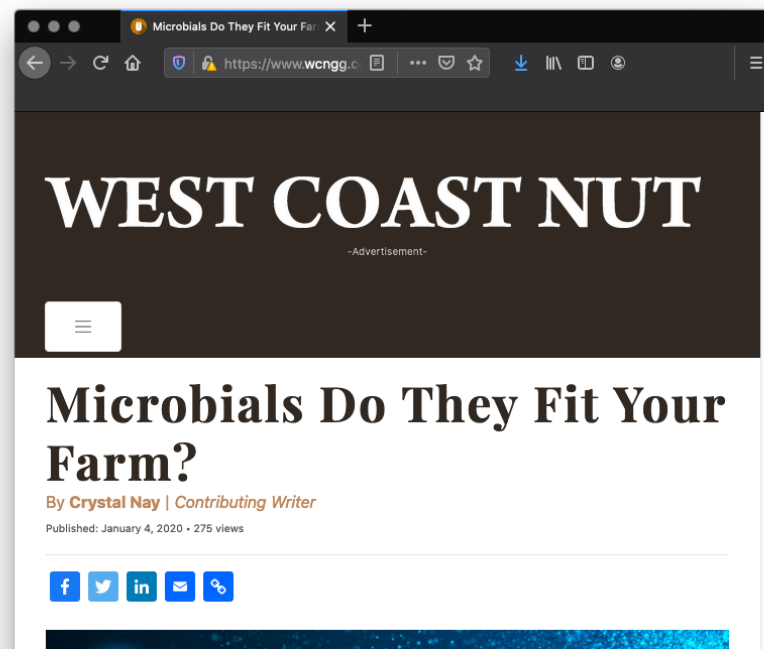 Microbials Do They Fit Your Far
https://www.wcngg.c
WEST COAST NUT
-Advertisement-
Microbials Do They Fit Your
Farm?
By Crystal Nay | Contributing Writer
Published: January 4, 2020 • 275 views
f in